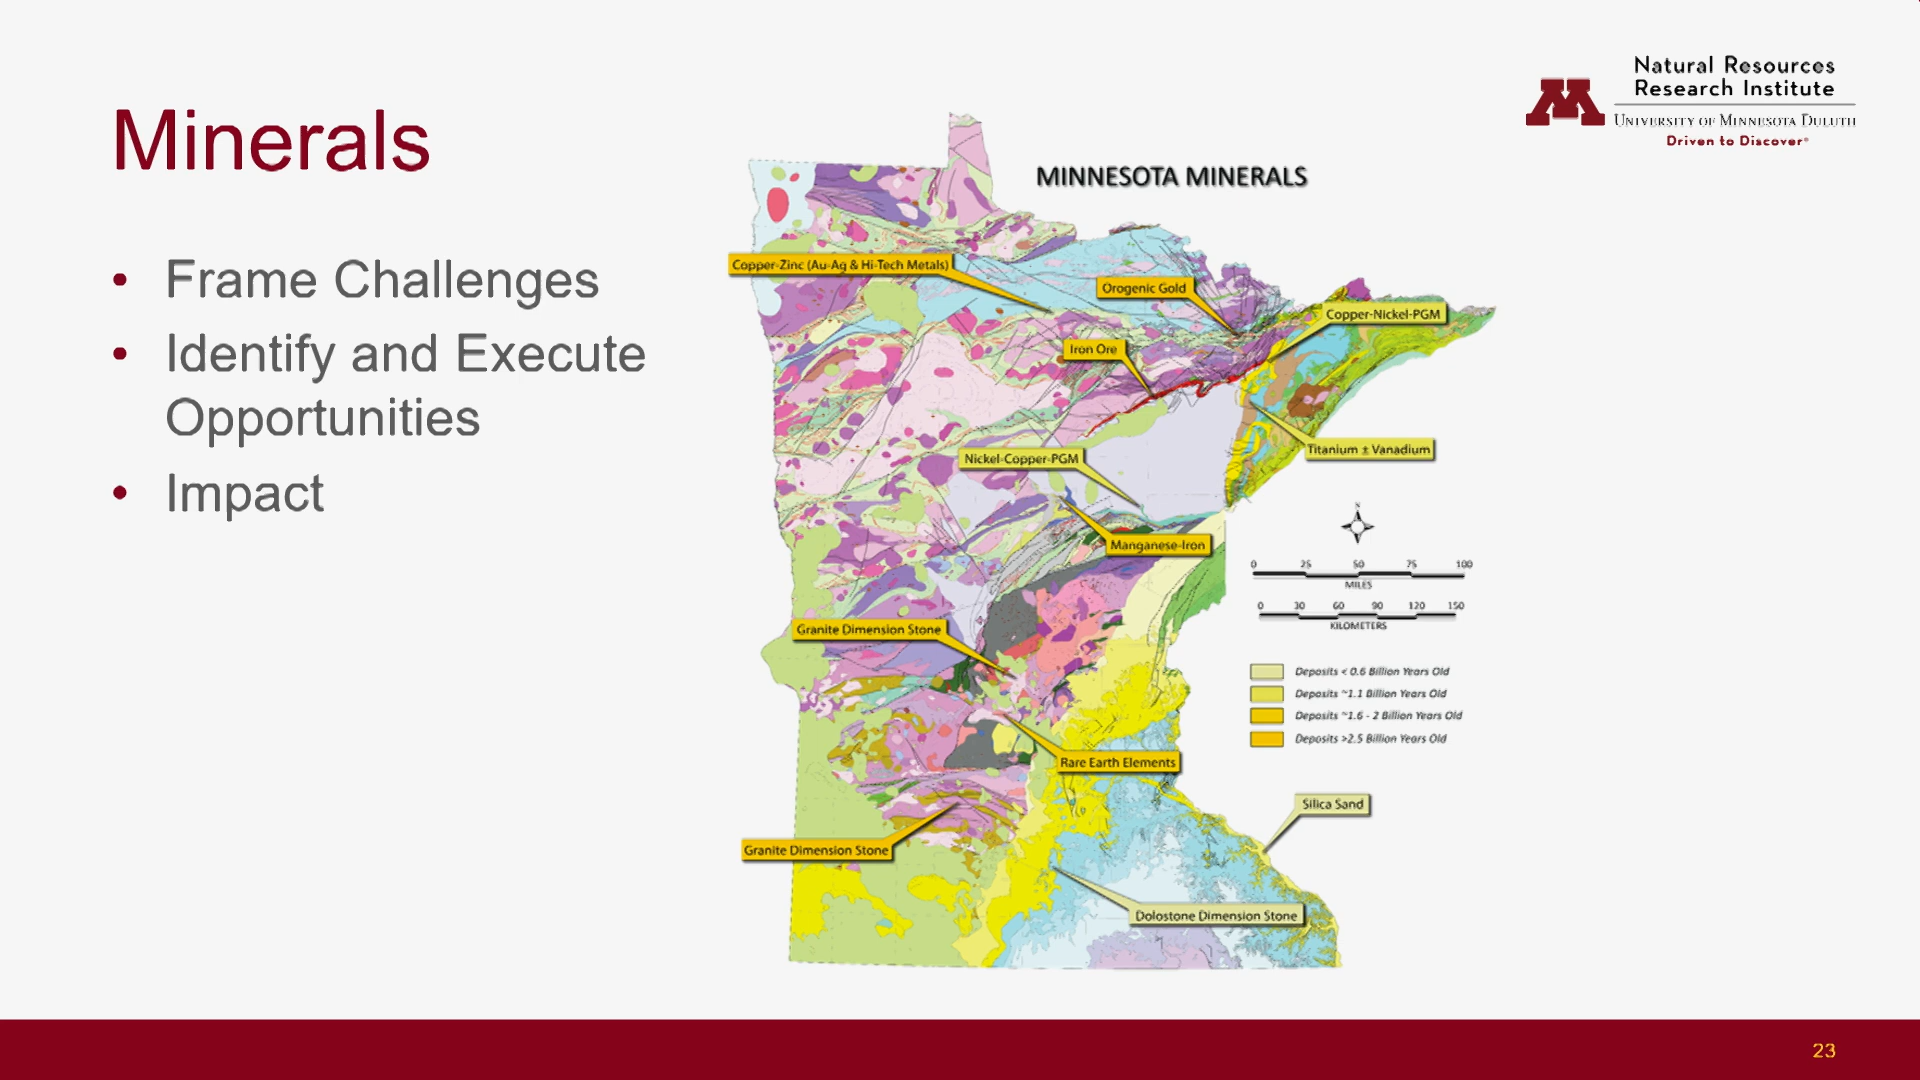 Natural Resources
Research Institute
University of Minnesota Duluth
Driven to Discover®
Minerals
• Frame Challenges
• Identify and Execute
Opportunities
• Impact
MINNESOTA MINERALS
Copper-Zinc (Au-Ag & Hi-Tech Metals)
Orogenic Gold
Copper-Nickel-PGM
Iron Ore
Titanium ± Vanadium
Nickel-Copper-PGM
N
Manganese-Iron
0 25 50 75 100
MILES
0 30 60 90 120 150
KILOMETERS
Granite Dimension Stone
Deposits < 0.6 Billion Years Old
Deposits ~1.1 Billion Years Old
Deposits ~1.6 - 2 Billion Years Old
Deposits >2.5 Billion Years Old
Rare Earth Elements
Silica Sand
Granite Dimension Stone
Dolostone Dimension Stone
23